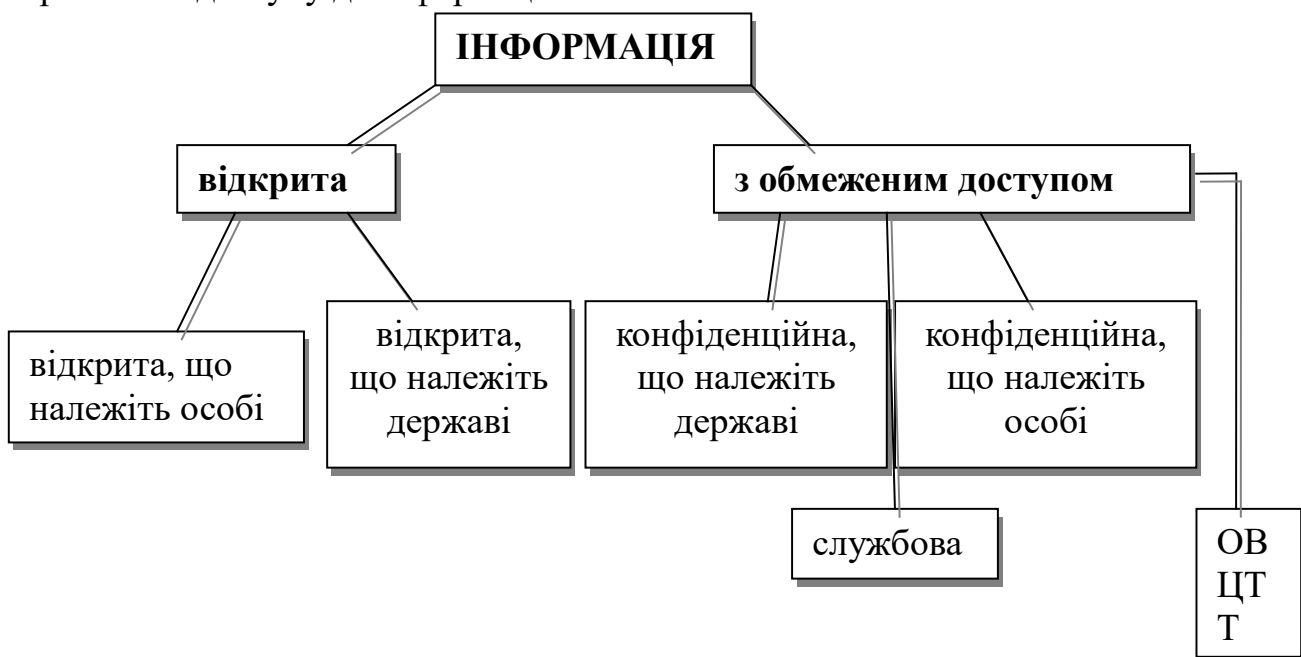 ІНФОРМАЦІЯ
відкрита
з обмеженим доступом
відкрита, що
належіть особі
відкрита,
що належіть
державі
конфіденційна,
що належіть
державі
конфіденційна,
що належіть
особі
службова
ОВ
ЦТ
Т